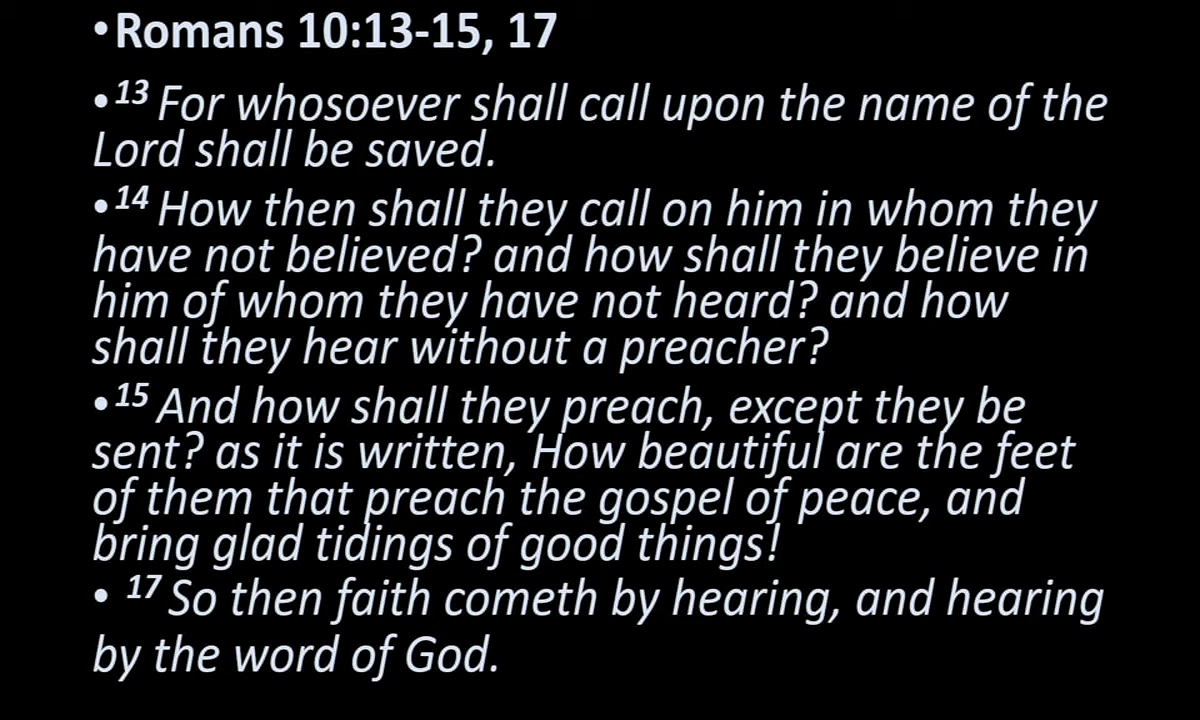 •Romans 10:13-15, 17
•13 For whosoever shall call upon the name of the
Lord shall be saved.
•14 How then shall they call on him in whom they
have not believed? and how shall they believe in
him of whom they have not heard? and how
shall they hear without a preacher?
•15 And how shall they preach, except they be
sent? as it is written, How beautiful are the feet
of them that preach the gospel of peace, and
bring glad tidings of good things!
• 17 So then faith cometh by hearing, and hearing
by the word of God.